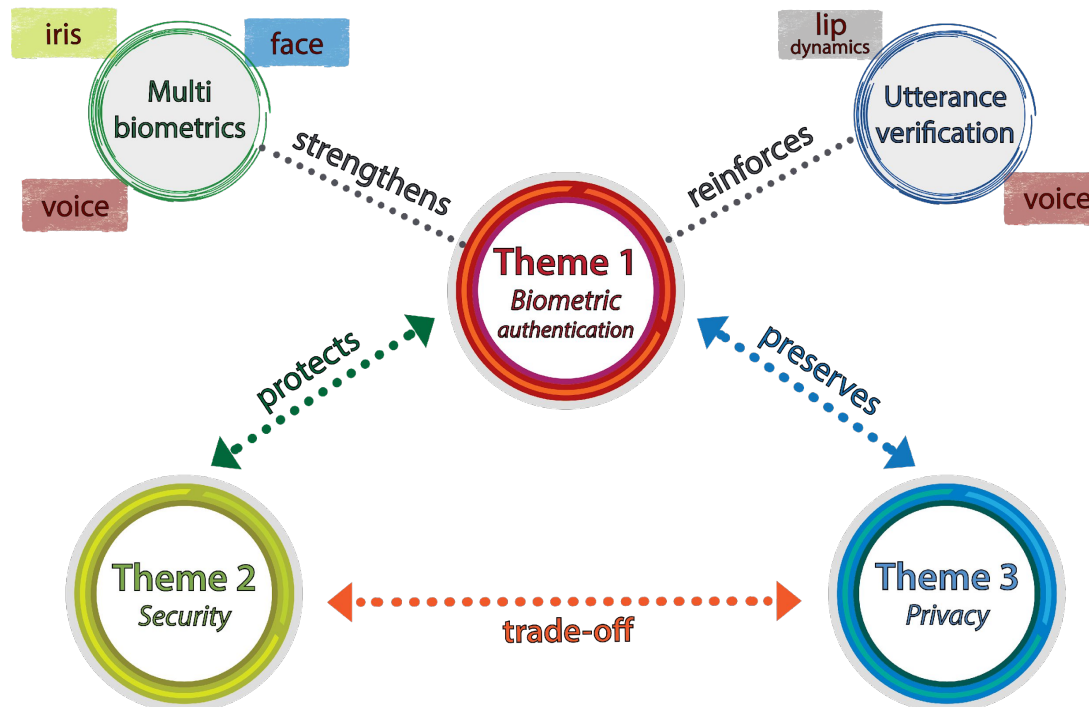 iris
face
Multi
biometrics
voice
lip
dynamics
Utterance
verification
voice
strengthens
reinforces
Theme 1
Biometric
authentication
protects
preserves
Theme 2
Security
trade-off
Theme 3
Privacy